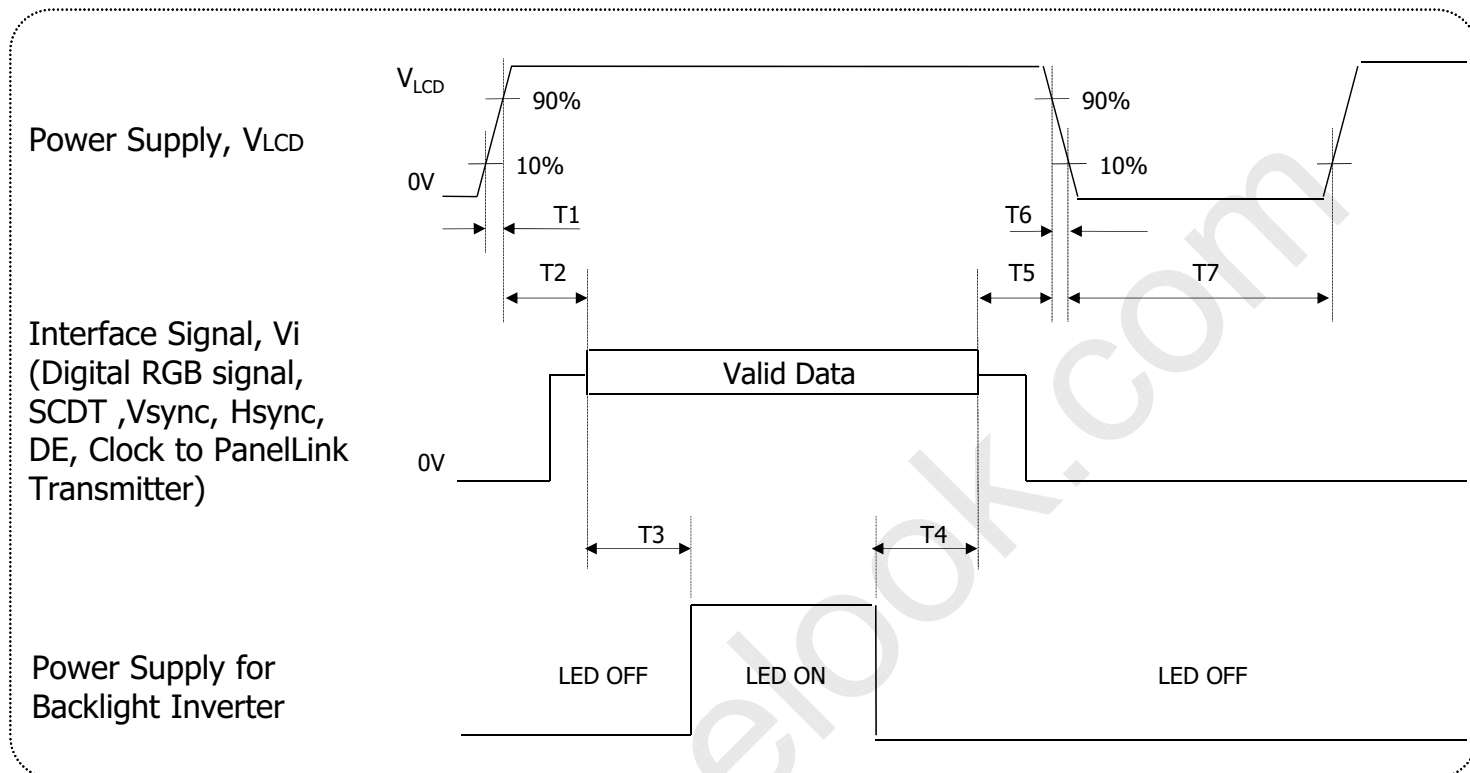 VLCD
90%
90%
Power Supply, VLCD
10%
10%
0V
T1
T6
T2
T5
T7
Interface Signal, Vi
(Digital RGB signal,
SCDT ,Vsync, Hsync,
DE, Clock to PanelLink
Transmitter)
Valid Data
0V
T3
T4
Power Supply for
Backlight Inverter
LED OFF
LED ON
LED OFF
elook.com